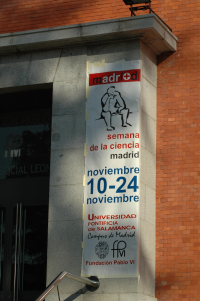 madr d
semana
de la ciencia
madrid
noviembre
10-24
noviembre
UNIVERSIDAD
PONTIFICIA
de SALAMANCA
Campus de Madrid
Fundación Pablo VI